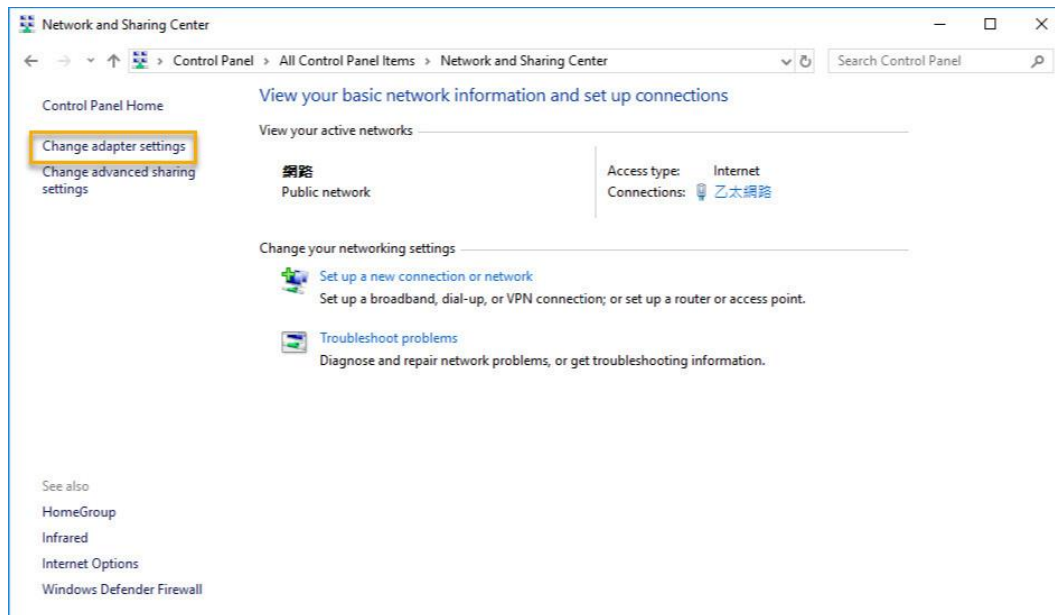 Network and Sharing Center
Control Panel > All Control Panel Items > Network and Sharing Center
Search Control Panel
Control Panel Home
Change adapter settings
Change advanced sharing
settings
View your basic network information and set up connections
View your active networks
網路
Public network
Access type: Internet
Connections: 乙太網路
Change your networking settings
Set up a new connection or network
Set up a broadband, dial-up, or VPN connection; or set up a router or access point.
Troubleshoot problems
Diagnose and repair network problems, or get troubleshooting information.
See also
HomeGroup
Infrared
Internet Options
Windows Defender Firewall